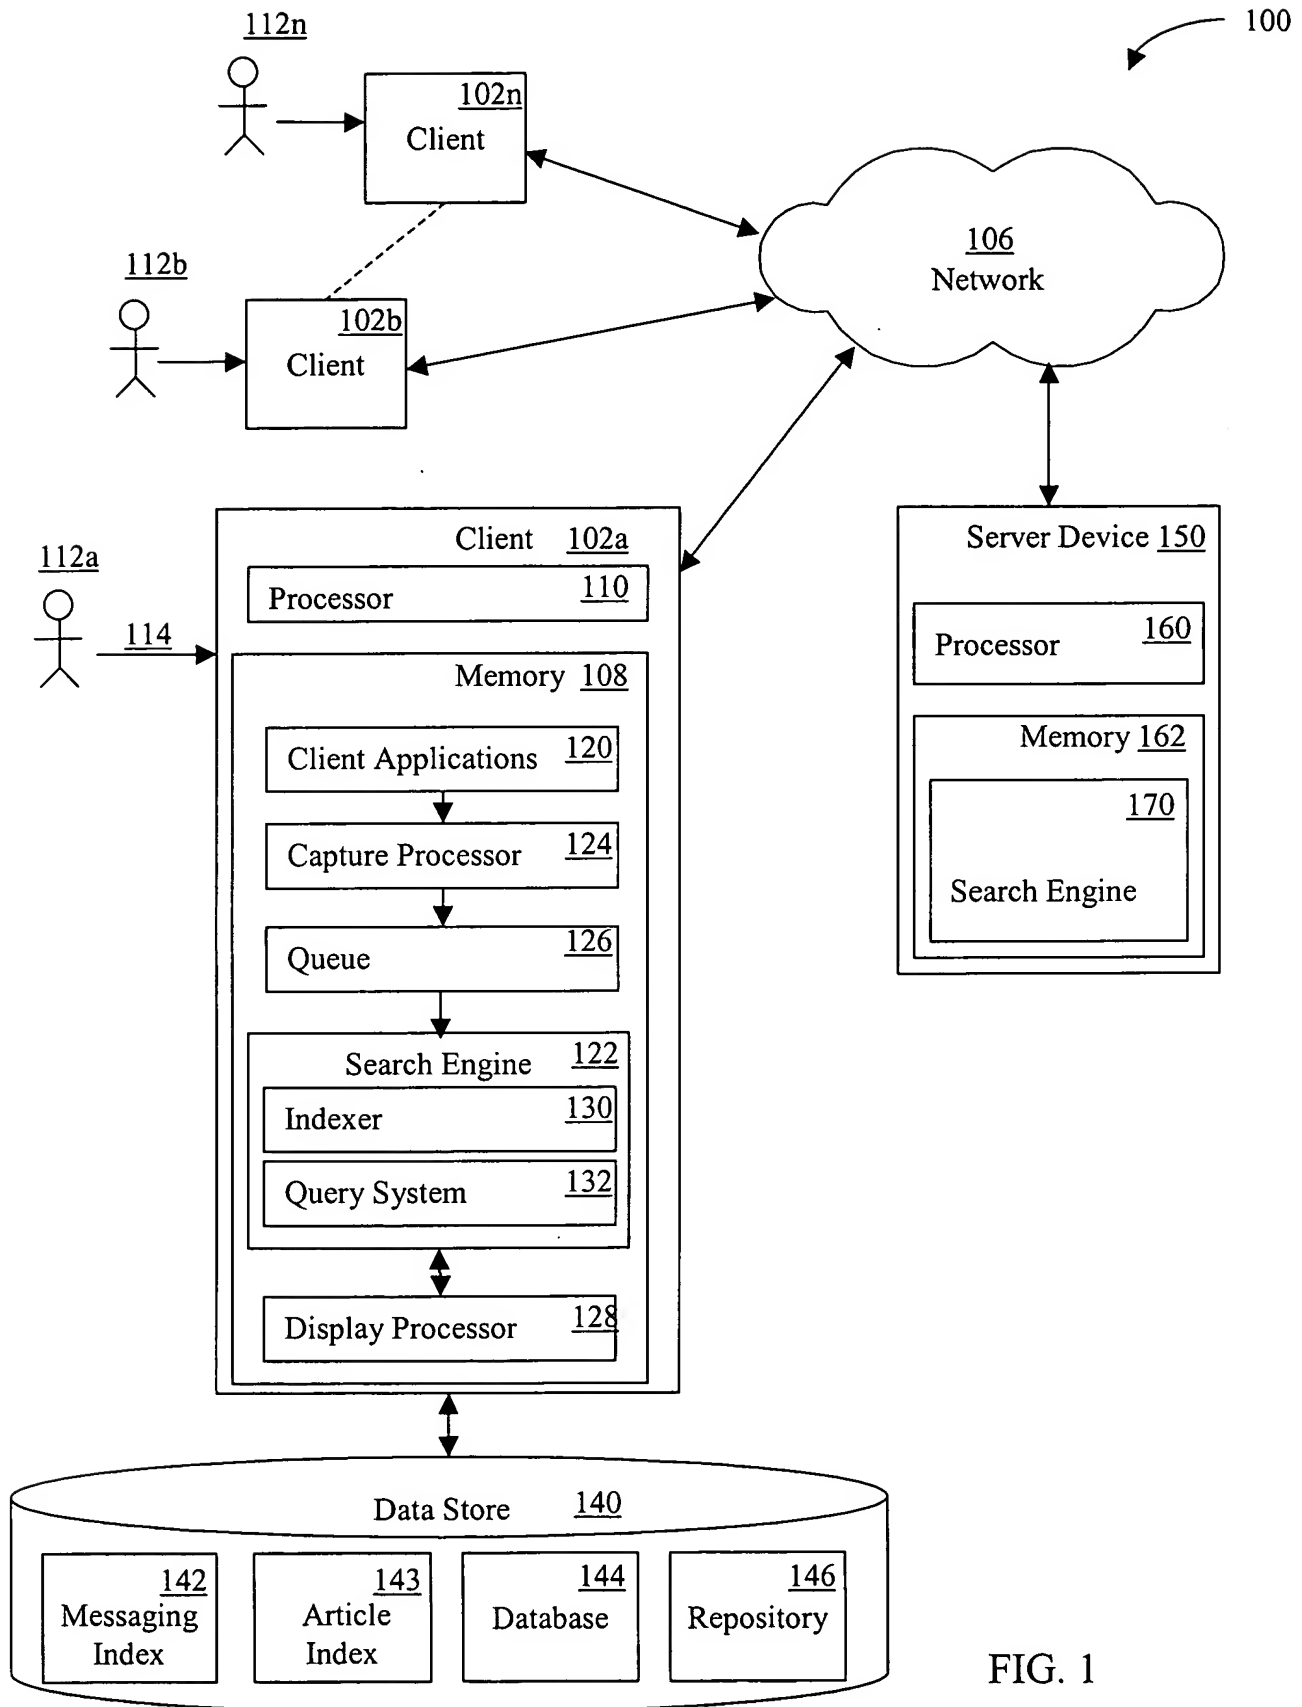 100
112n
102n
Client
106
Network
112b
102b
Client
Client 102a
Processor 110
112a
114
Memory 108
Client Applications 120
Capture Processor 124
Queue 126
Search Engine 122
Indexer 130
Query System 132
Display Processor 128
Server Device 150
Processor 160
Memory 162
170
Search Engine
Data Store 140
142
Messaging
Index
143
Article
Index
144
Database
146
Repository
FIG. 1